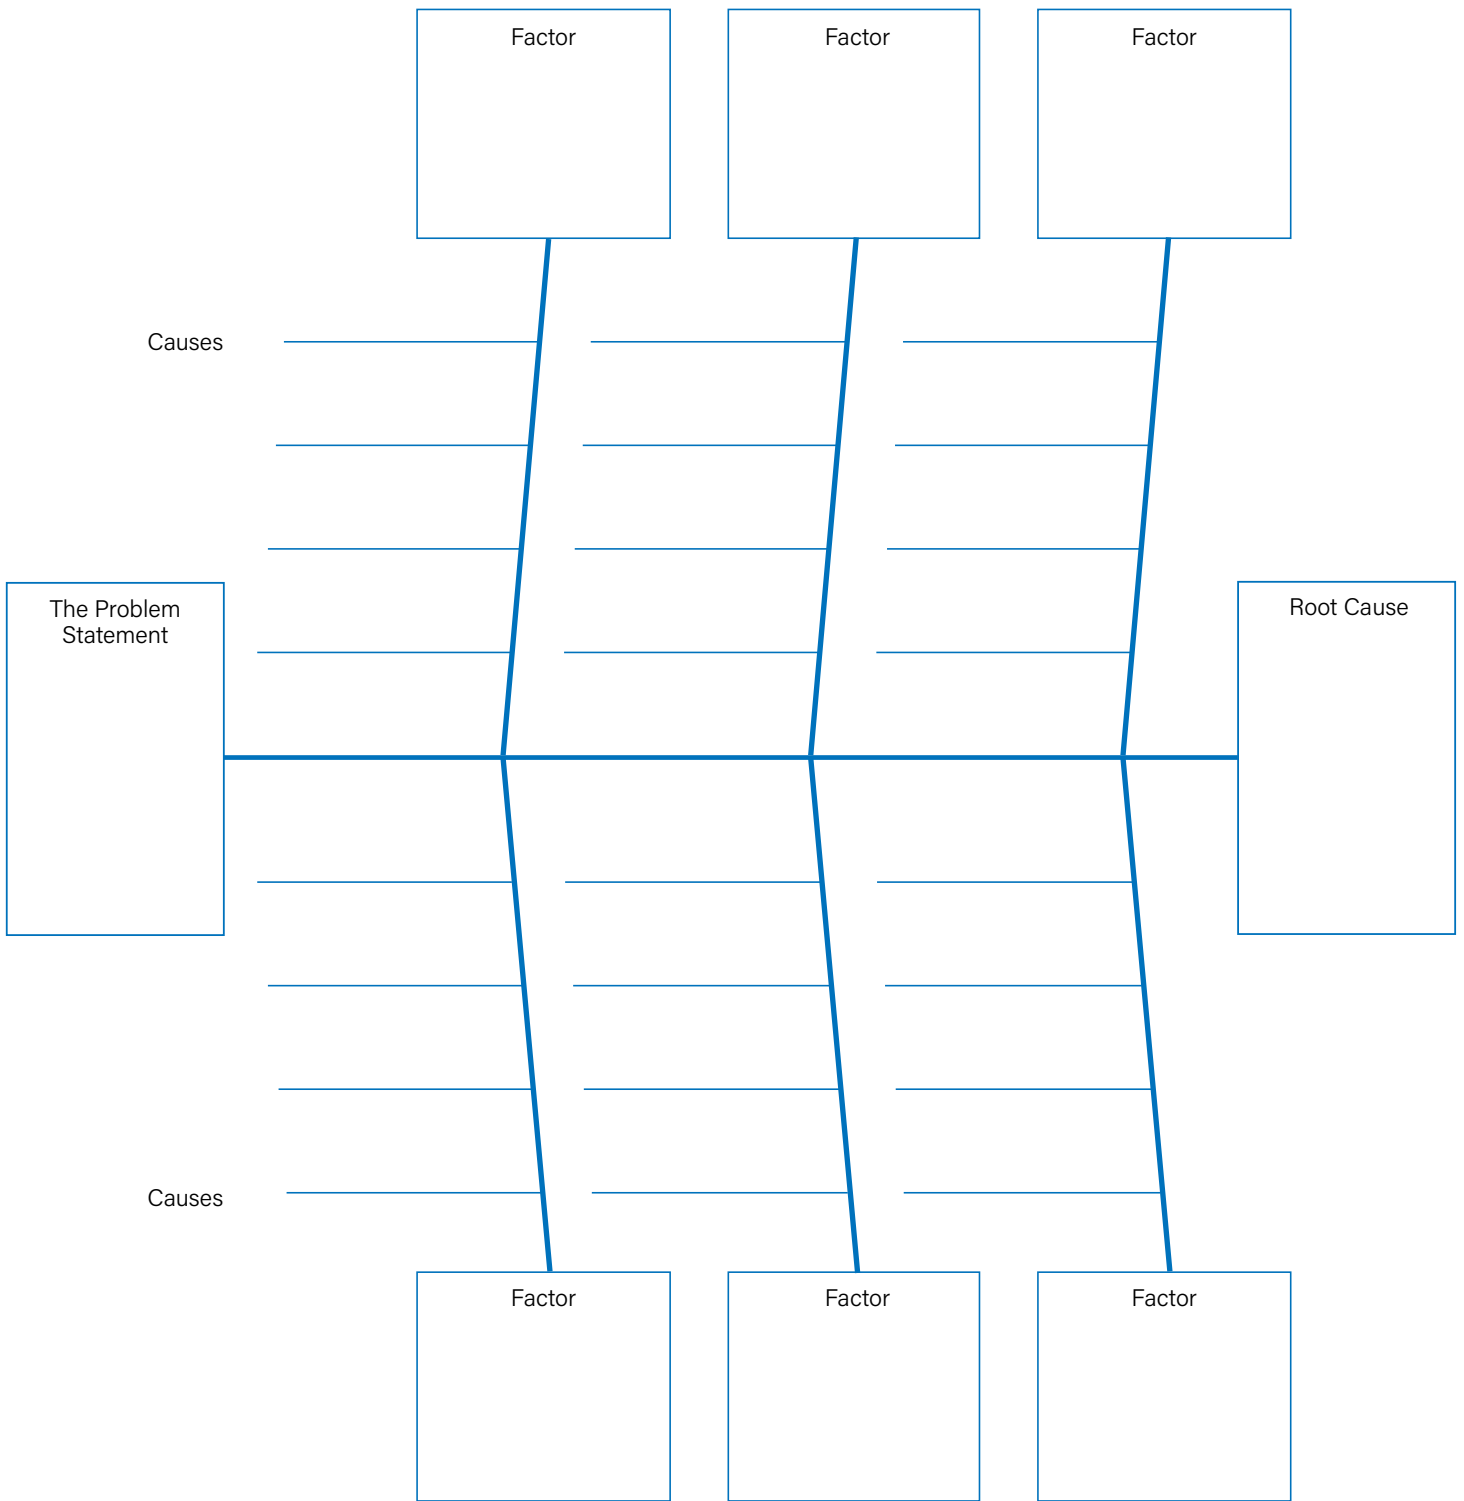 Factor
Factor
Factor
Causes
The Problem
Statement
Root Cause
Causes
Factor
Factor
Factor